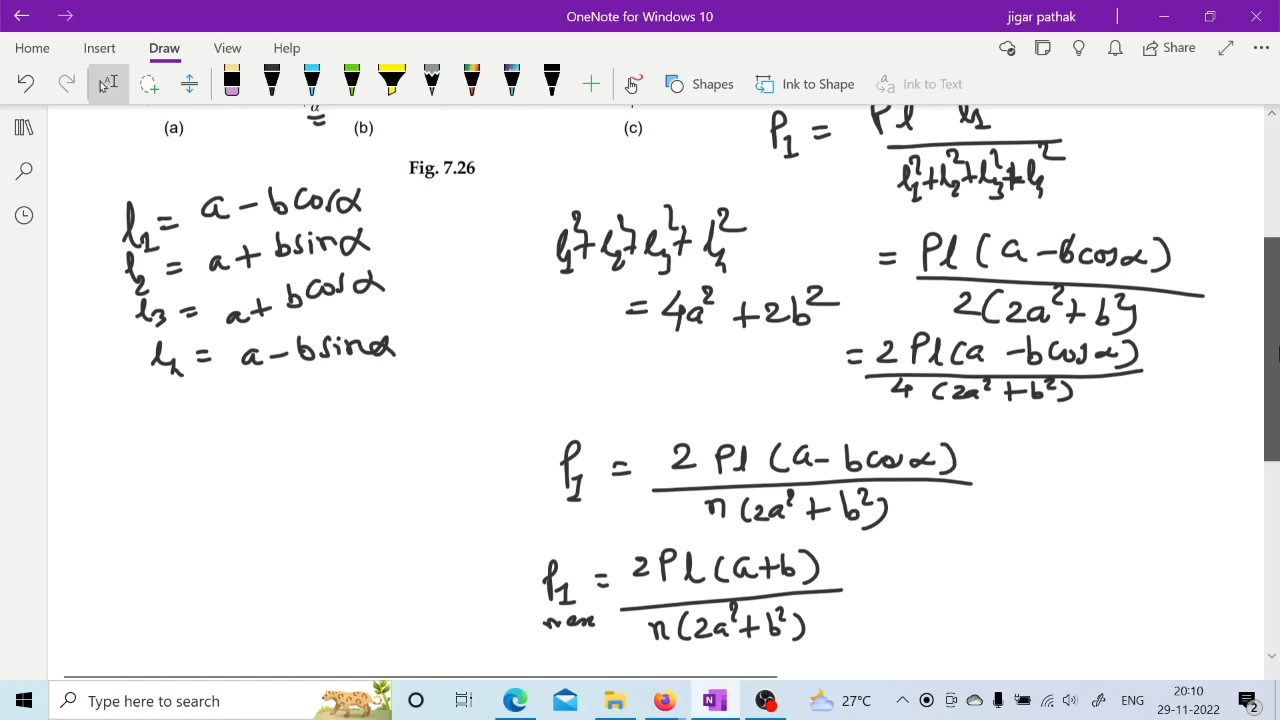 OneNote for Windows 10
jigar pathak
Home Insert Draw View Help
Share
Shapes Ink to Shape Ink to Text
(a) (b) (c)
α
Fig. 7.26
l₁ = a - b cos α
l₂ = a + b sin α
l₃ = a + b cos α
l₄ = a - b sin α
P₁ = Pl l₁ / l₁² + l₂² + l₃² + l₄²
l₁² + l₂² + l₃² + l₄²
= 4a² + 2b²
= Pl (a - b cos α) / 2(2a² + b²)
= 2 Pl (a - b cos α) / 4 (2a² + b²)
P₁ = 2 Pl (a - b cos α) / n (2a² + b²)
P₁ max = 2 Pl (a + b) / n (2a² + b²)
Type here to search
27°C
ENG
20:10
29-11-2022
2